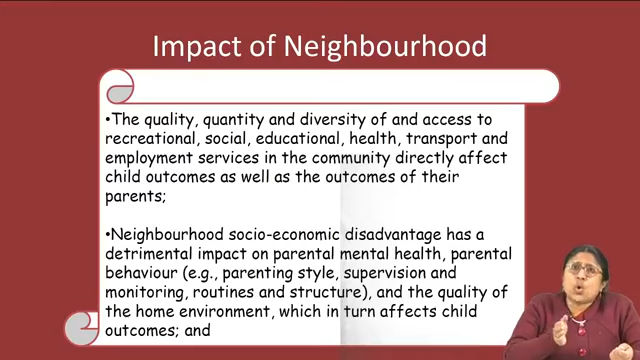 Impact of Neighbourhood
•The quality, quantity and diversity of and access to
recreational, social, educational, health, transport and
employment services in the community directly affect
child outcomes as well as the outcomes of their
parents;
•Neighbourhood socio-economic disadvantage has a
detrimental impact on parental mental health, parental
behaviour (e.g., parenting style, supervision and
monitoring, routines and structure), and the quality of
the home environment, which in turn affects child
outcomes; and